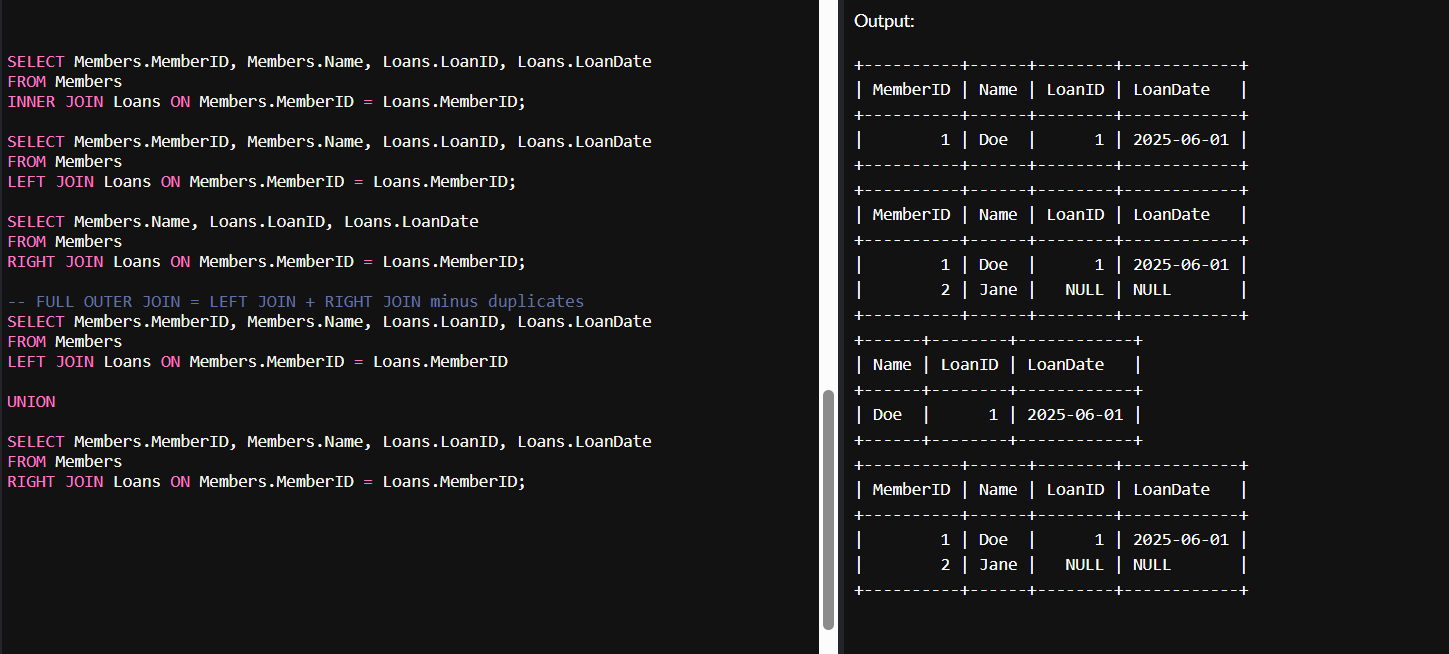 SELECT Members.MemberID, Members.Name, Loans.LoanID, Loans.LoanDate
FROM Members
INNER JOIN Loans ON Members.MemberID = Loans.MemberID;
SELECT Members.MemberID, Members.Name, Loans.LoanID, Loans.LoanDate
FROM Members
LEFT JOIN Loans ON Members.MemberID = Loans.MemberID;
SELECT Members.Name, Loans.LoanID, Loans.LoanDate
FROM Members
RIGHT JOIN Loans ON Members.MemberID = Loans.MemberID;
-- FULL OUTER JOIN = LEFT JOIN + RIGHT JOIN minus duplicates
SELECT Members.MemberID, Members.Name, Loans.LoanID, Loans.LoanDate
FROM Members
LEFT JOIN Loans ON Members.MemberID = Loans.MemberID
UNION
SELECT Members.MemberID, Members.Name, Loans.LoanID, Loans.LoanDate
FROM Members
RIGHT JOIN Loans ON Members.MemberID = Loans.MemberID;
Output:
+----------+------+--------+------------+
| MemberID | Name | LoanID | LoanDate   |
+----------+------+--------+------------+
|        1 | Doe  |      1 | 2025-06-01 |
+----------+------+--------+------------+
+----------+------+--------+------------+
| MemberID | Name | LoanID | LoanDate   |
+----------+------+--------+------------+
|        1 | Doe  |      1 | 2025-06-01 |
|        2 | Jane |   NULL | NULL       |
+----------+------+--------+------------+
+------+--------+------------+
| Name | LoanID | LoanDate   |
+------+--------+------------+
| Doe  |      1 | 2025-06-01 |
+------+--------+------------+
+----------+------+--------+------------+
| MemberID | Name | LoanID | LoanDate   |
+----------+------+--------+------------+
|        1 | Doe  |      1 | 2025-06-01 |
|        2 | Jane |   NULL | NULL       |
+----------+------+--------+------------+